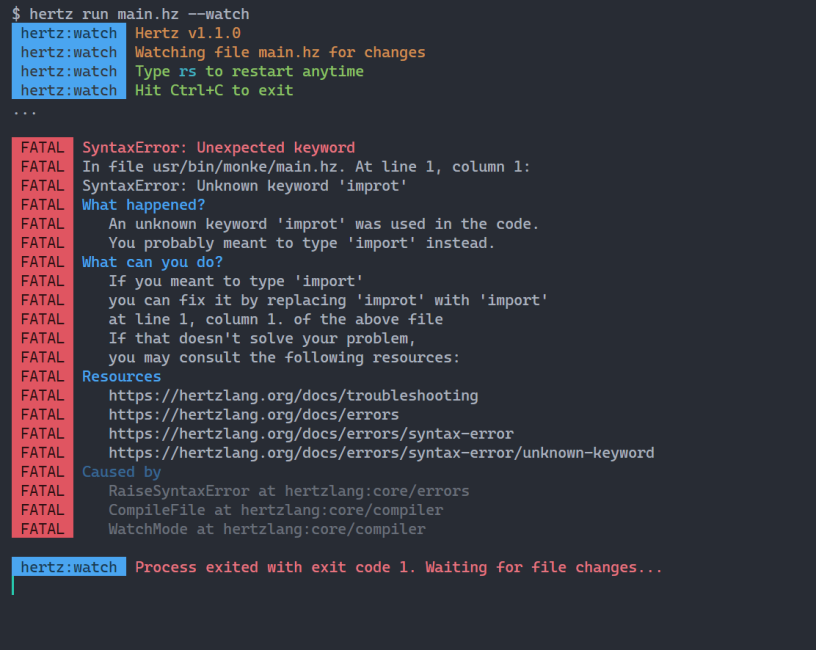 $ hertz run main.hz --watch
hertz:watch Hertz v1.1.0
hertz:watch Watching file main.hz for changes
hertz:watch Type rs to restart anytime
hertz:watch Hit Ctrl+C to exit
...
FATAL SyntaxError: Unexpected keyword
FATAL In file usr/bin/monke/main.hz. At line 1, column 1:
FATAL SyntaxError: Unknown keyword 'improt'
FATAL What happened?
FATAL An unknown keyword 'improt' was used in the code.
FATAL You probably meant to type 'import' instead.
FATAL What can you do?
FATAL If you meant to type 'import'
FATAL you can fix it by replacing 'improt' with 'import'
FATAL at line 1, column 1. of the above file
FATAL If that doesn't solve your problem,
FATAL you may consult the following resources:
FATAL Resources
FATAL https://hertzlang.org/docs/troubleshooting
FATAL https://hertzlang.org/docs/errors
FATAL https://hertzlang.org/docs/errors/syntax-error
FATAL https://hertzlang.org/docs/errors/syntax-error/unknown-keyword
FATAL Caused by
FATAL RaiseSyntaxError at hertzlang:core/errors
FATAL CompileFile at hertzlang:core/compiler
FATAL WatchMode at hertzlang:core/compiler
hertz:watch Process exited with exit code 1. Waiting for file changes...